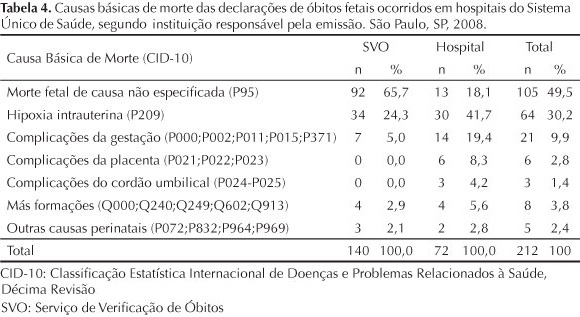 Tabela 4. Causas básicas de morte das declarações de óbitos fetais ocorridos em hospitais do Sistema
Único de Saúde, segundo instituição responsável pela emissão. São Paulo, SP, 2008.
Causa Básica de Morte (CID-10) SVO Hospital Total
n % n % n %
Morte fetal de causa não especificada (P95) 92 65,7 13 18,1 105 49,5
Hipoxia intrauterina (P209) 34 24,3 30 41,7 64 30,2
Complicações da gestação (P000;P002;P011;P015;P371) 7 5,0 14 19,4 21 9,9
Complicações da placenta (P021;P022;P023) 0 0,0 6 8,3 6 2,8
Complicações do cordão umbilical (P024-P025) 0 0,0 3 4,2 3 1,4
Más formações (Q000;Q240;Q249;Q602;Q913) 4 2,9 4 5,6 8 3,8
Outras causas perinatais (P072;P832;P964;P969) 3 2,1 2 2,8 5 2,4
Total 140 100,0 72 100,0 212 100
CID-10: Classificação Estatística Internacional de Doenças e Problemas Relacionados à Saúde,
Décima Revisão
SVO: Serviço de Verificação de Óbitos